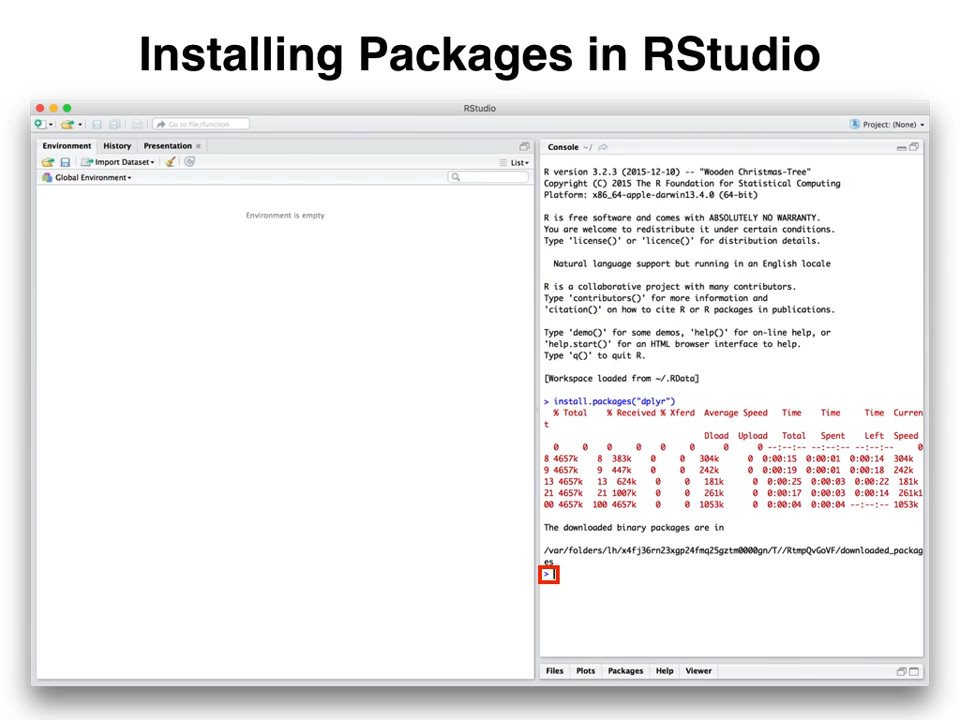 Installing Packages in RStudio
RStudio
Go to file/function
Project: (None)
Environment History Presentation
Import Dataset
List
Global Environment
Environment is empty
Console ~/
R version 3.2.3 (2015-12-10) -- "Wooden Christmas-Tree"
Copyright (C) 2015 The R Foundation for Statistical Computing
Platform: x86_64-apple-darwin13.4.0 (64-bit)
R is free software and comes with ABSOLUTELY NO WARRANTY.
You are welcome to redistribute it under certain conditions.
Type 'license()' or 'licence()' for distribution details.
Natural language support but running in an English locale
R is a collaborative project with many contributors.
Type 'contributors()' for more information and
'citation()' on how to cite R or R packages in publications.
Type 'demo()' for some demos, 'help()' for on-line help, or
'help.start()' for an HTML browser interface to help.
Type 'q()' to quit R.
[Workspace loaded from ~/.RData]
> install.packages("dplyr")
% Total % Received % Xferd Average Speed Time Time Time Curren
t
Dload Upload Total Spent Left Speed
0 0 0 0 0 0 0 0 --:--:-- --:--:-- --:--:-- 0
8 4657k 8 383k 0 0 304k 0 0:00:15 0:00:01 0:00:14 304k
9 4657k 9 447k 0 0 242k 0 0:00:19 0:00:01 0:00:18 242k
13 4657k 13 624k 0 0 181k 0 0:00:25 0:00:03 0:00:22 181k
21 4657k 21 1007k 0 0 261k 0 0:00:17 0:00:03 0:00:14 261k1
00 4657k 100 4657k 0 0 1053k 0 0:00:04 0:00:04 --:--:-- 1053k
The downloaded binary packages are in
/var/folders/lh/x4fj36rn23xgp24fmq25gztm0000gn/T//RtmpQvGoVF/downloaded_packag
es
>
Files Plots Packages Help Viewer